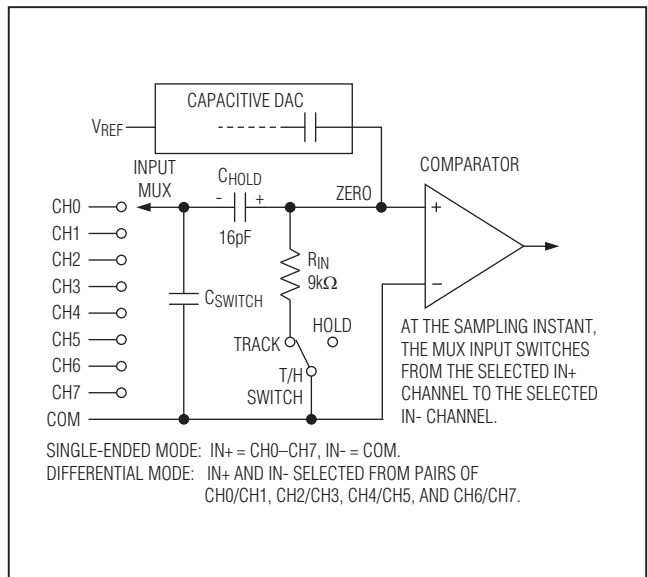 CAPACITIVE DAC
VREF
INPUT
MUX
CHOLD
- +
16pF
ZERO
COMPARATOR
+
−
CH0
CH1
CH2
CH3
CH4
CH5
CH6
CH7
COM
CSWITCH
RIN
9kΩ
TRACK
HOLD
T/H
SWITCH
AT THE SAMPLING INSTANT,
THE MUX INPUT SWITCHES
FROM THE SELECTED IN+
CHANNEL TO THE SELECTED
IN- CHANNEL.
SINGLE-ENDED MODE: IN+ = CH0–CH7, IN- = COM.
DIFFERENTIAL MODE: IN+ AND IN- SELECTED FROM PAIRS OF
CH0/CH1, CH2/CH3, CH4/CH5, AND CH6/CH7.